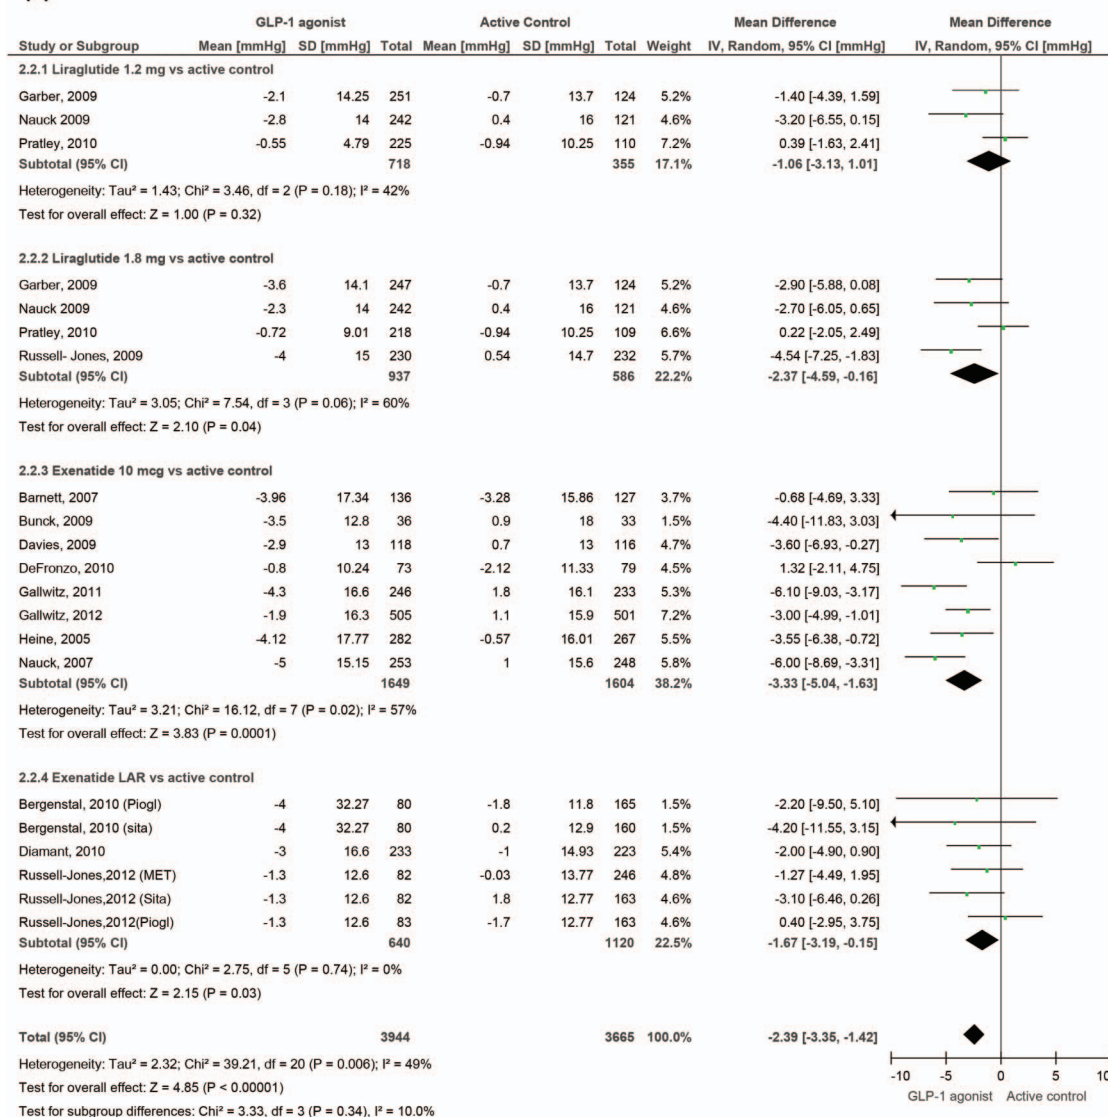 GLP-1 agonist Active Control Mean Difference Mean Difference
Study or Subgroup Mean [mmHg] SD [mmHg] Total Mean [mmHg] SD [mmHg] Total Weight IV, Random, 95% CI [mmHg] IV, Random, 95% CI [mmHg]
2.2.1 Liraglutide 1.2 mg vs active control
Garber, 2009 -2.1 14.25 251 -0.7 13.7 124 5.2% -1.40 [-4.39, 1.59]
Nauck 2009 -2.8 14 242 0.4 16 121 4.6% -3.20 [-6.55, 0.15]
Pratley, 2010 -0.55 4.79 225 -0.94 10.25 110 7.2% 0.39 [-1.63, 2.41]
Subtotal (95% CI) 718 355 17.1% -1.06 [-3.13, 1.01]
Heterogeneity: Tau² = 1.43; Chi² = 3.46, df = 2 (P = 0.18); I² = 42%
Test for overall effect: Z = 1.00 (P = 0.32)
2.2.2 Liraglutide 1.8 mg vs active control
Garber, 2009 -3.6 14.1 247 -0.7 13.7 124 5.2% -2.90 [-5.88, 0.08]
Nauck 2009 -2.3 14 242 0.4 16 121 4.6% -2.70 [-6.05, 0.65]
Pratley, 2010 -0.72 9.01 218 -0.94 10.25 109 6.6% 0.22 [-2.05, 2.49]
Russell- Jones, 2009 -4 15 230 0.54 14.7 232 5.7% -4.54 [-7.25, -1.83]
Subtotal (95% CI) 937 586 22.2% -2.37 [-4.59, -0.16]
Heterogeneity: Tau² = 3.05; Chi² = 7.54, df = 3 (P = 0.06); I² = 60%
Test for overall effect: Z = 2.10 (P = 0.04)
2.2.3 Exenatide 10 mcg vs active control
Barnett, 2007 -3.96 17.34 136 -3.28 15.86 127 3.7% -0.68 [-4.69, 3.33]
Bunck, 2009 -3.5 12.8 36 0.9 18 33 1.5% -4.40 [-11.83, 3.03]
Davies, 2009 -2.9 13 118 0.7 13 116 4.7% -3.60 [-6.93, -0.27]
DeFronzo, 2010 -0.8 10.24 73 -2.12 11.33 79 4.5% 1.32 [-2.11, 4.75]
Gallwitz, 2011 -4.3 16.6 246 1.8 16.1 233 5.3% -6.10 [-9.03, -3.17]
Gallwitz, 2012 -1.9 16.3 505 1.1 15.9 501 7.2% -3.00 [-4.99, -1.01]
Heine, 2005 -4.12 17.77 282 -0.57 16.01 267 5.5% -3.55 [-6.38, -0.72]
Nauck, 2007 -5 15.15 253 1 15.6 248 5.8% -6.00 [-8.69, -3.31]
Subtotal (95% CI) 1649 1604 38.2% -3.33 [-5.04, -1.63]
Heterogeneity: Tau² = 3.21; Chi² = 16.12, df = 7 (P = 0.02); I² = 57%
Test for overall effect: Z = 3.83 (P = 0.0001)
2.2.4 Exenatide LAR vs active control
Bergenstal, 2010 (Piogl) -4 32.27 80 -1.8 11.8 165 1.5% -2.20 [-9.50, 5.10]
Bergenstal, 2010 (sita) -4 32.27 80 0.2 12.9 160 1.5% -4.20 [-11.55, 3.15]
Diamant, 2010 -3 16.6 233 -1 14.93 223 5.4% -2.00 [-4.90, 0.90]
Russell-Jones,2012 (MET) -1.3 12.6 82 -0.03 13.77 246 4.8% -1.27 [-4.49, 1.95]
Russell-Jones,2012 (Sita) -1.3 12.6 82 1.8 12.77 163 4.6% -3.10 [-6.46, 0.26]
Russell-Jones,2012(Piogl) -1.3 12.6 83 -1.7 12.77 163 4.6% 0.40 [-2.95, 3.75]
Subtotal (95% CI) 640 1120 22.5% -1.67 [-3.19, -0.15]
Heterogeneity: Tau² = 0.00; Chi² = 2.75, df = 5 (P = 0.74); I² = 0%
Test for overall effect: Z = 2.15 (P = 0.03)
Total (95% CI) 3944 3665 100.0% -2.39 [-3.35, -1.42]
Heterogeneity: Tau² = 2.32; Chi² = 39.21, df = 20 (P = 0.006); I² = 49%
-10 -5 0 5 10
Test for overall effect: Z = 4.85 (P < 0.00001)
GLP-1 agonist Active control
Test for subgroup differences: Chi² = 3.33, df = 3 (P = 0.34), I² = 10.0%